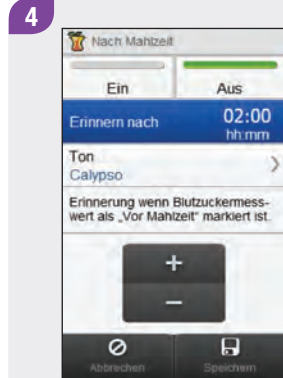 4
Nach Mahlzeit
Ein Aus
Erinnern nach 02:00
hh:mm
Ton
Calypso
Erinnerung wenn Blutzuckermess-
wert als „Vor Mahlzeit“ markiert ist.
+
–
Abbrechen Speichern